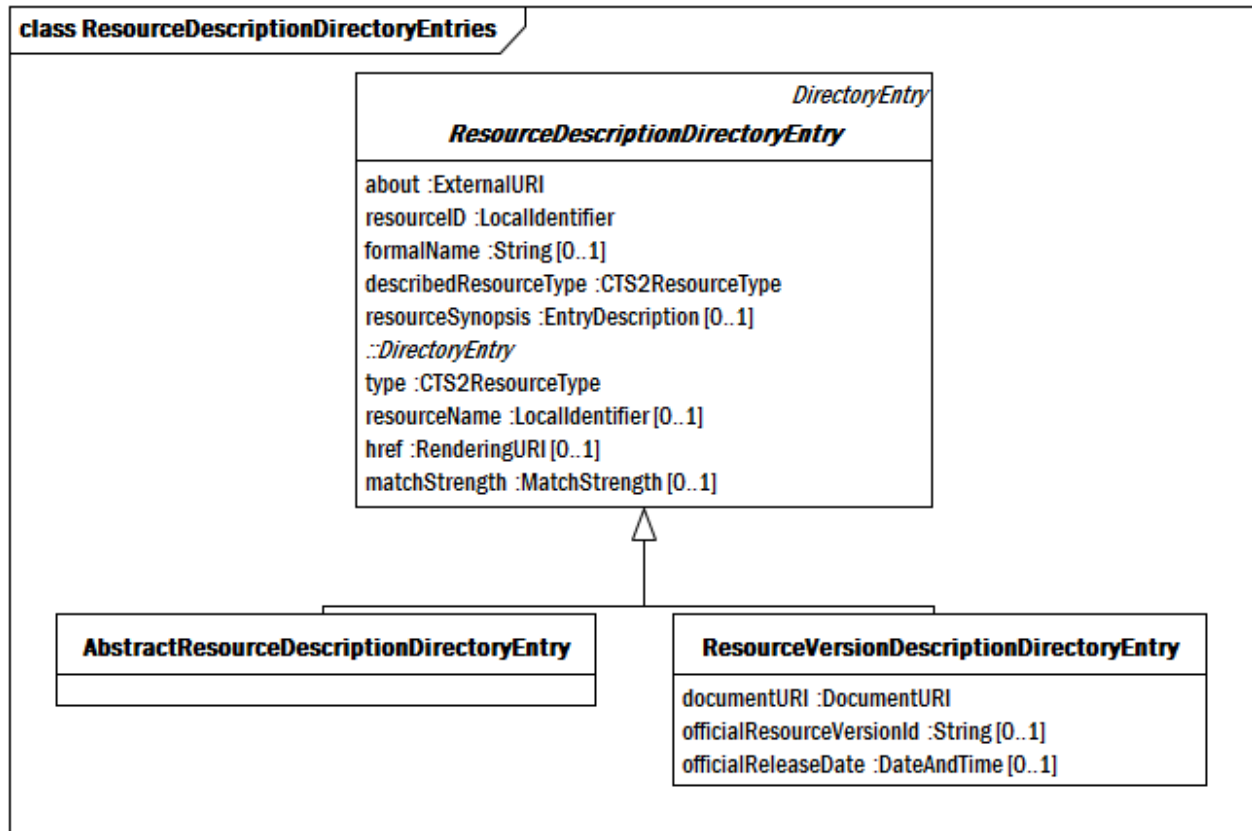 class ResourceDescriptionDirectoryEntries
DirectoryEntry
ResourceDescriptionDirectoryEntry
about :ExternalURI
resourceID :LocalIdentifier
formalName :String [0..1]
describedResourceType :CTS2ResourceType
resourceSynopsis :EntryDescription [0..1]
::DirectoryEntry
type :CTS2ResourceType
resourceName :LocalIdentifier [0..1]
href :RenderingURI [0..1]
matchStrength :MatchStrength [0..1]
AbstractResourceDescriptionDirectoryEntry
ResourceVersionDescriptionDirectoryEntry
documentURI :DocumentURI
officialResourceVersionId :String [0..1]
officialReleaseDate :DateAndTime [0..1]